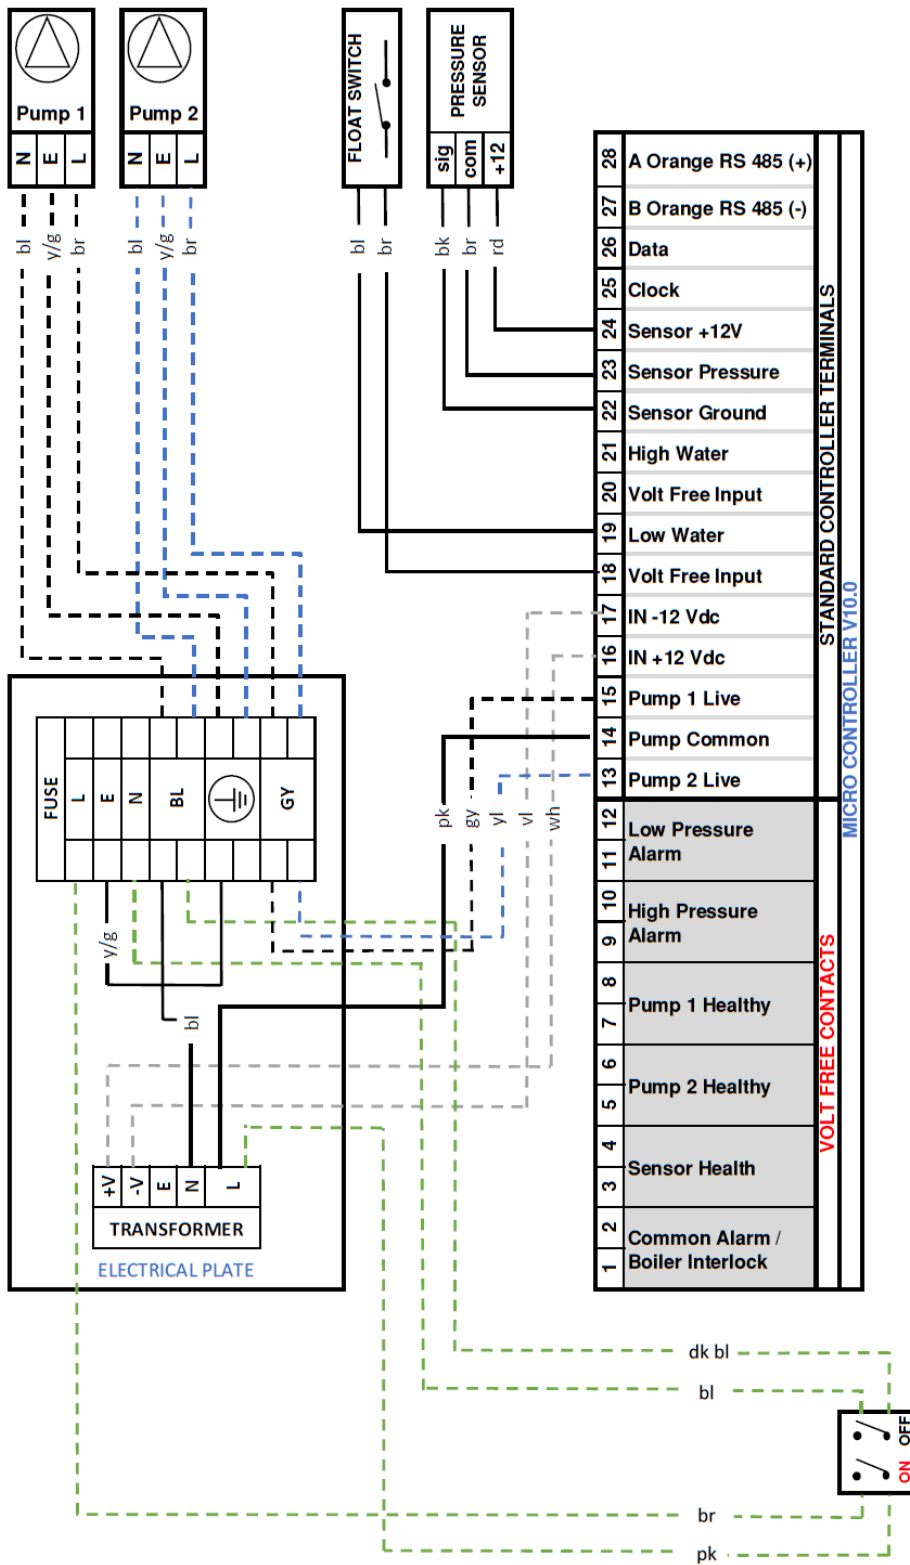 Pump 1
N
E
L
Pump 2
N
E
L
FLOAT SWITCH
PRESSURE
SENSOR
sig
com
+12
bl
y/g
br
bl
y/g
br
bl
br
bk
br
rd
28 A Orange RS 485 (+)
27 B Orange RS 485 (-)
26 Data
25 Clock
24 Sensor +12V
23 Sensor Pressure
22 Sensor Ground
21 High Water
20 Volt Free Input
19 Low Water
18 Volt Free Input
17 IN -12 Vdc
16 IN +12 Vdc
15 Pump 1 Live
14 Pump Common
13 Pump 2 Live
12
11
Low Pressure
Alarm
10
9
High Pressure
Alarm
8
7
Pump 1 Healthy
6
5
Pump 2 Healthy
4
3
Sensor Health
2
1
Common Alarm /
Boiler Interlock
STANDARD CONTROLLER TERMINALS
VOLT FREE CONTACTS
MICRO CONTROLLER V10.0
FUSE
L
E
N
BL
GY
pk
gy
yl
vl
wh
y/g
bl
+V
-V
E
N
L
TRANSFORMER
ELECTRICAL PLATE
dk bl
bl
br
pk
ON OFF